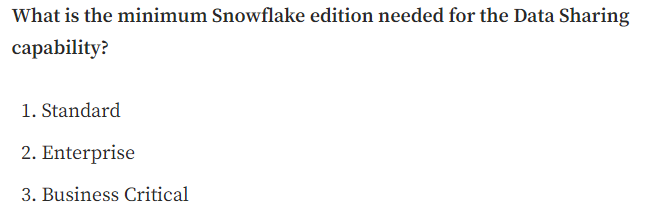 What is the minimum Snowflake edition needed for the Data Sharing
capability?
1. Standard
2. Enterprise
3. Business Critical